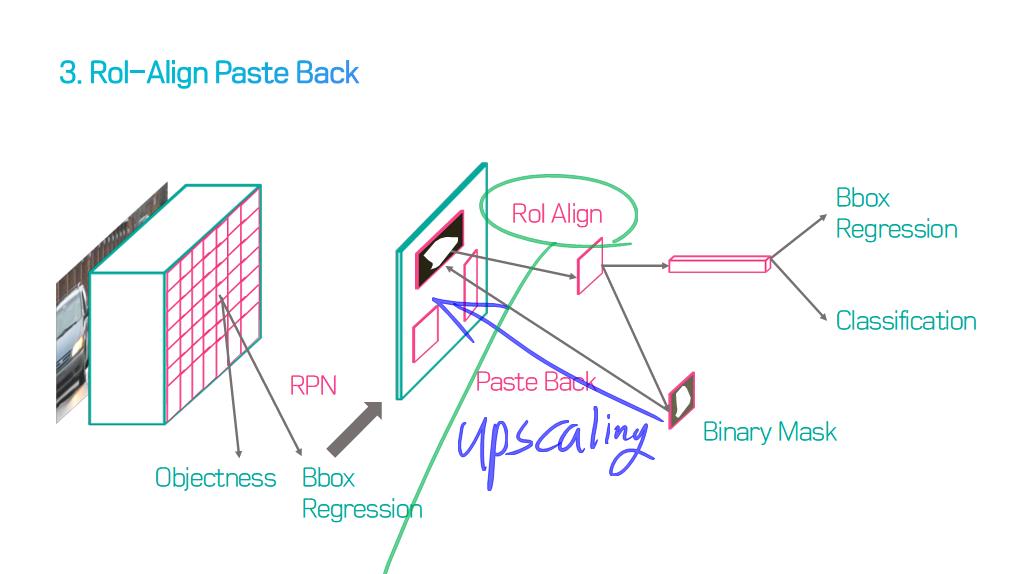 3. RoI-Align Paste Back
RoI Align
Bbox
Regression
Classification
RPN
Paste Back
upscaling
Binary Mask
Objectness
Bbox
Regression